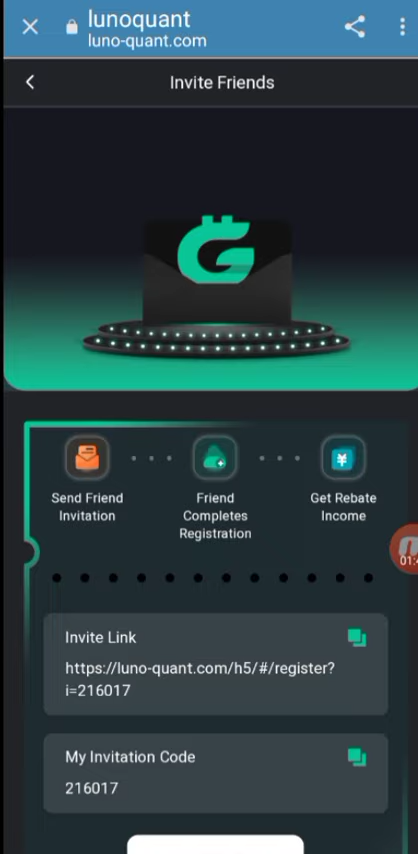 lunoquant
luno-quant.com
Invite Friends
Send Friend
Invitation
Friend
Completes
Registration
Get Rebate
Income
Invite Link
https://luno-quant.com/h5/#/register?
i=216017
My Invitation Code
216017